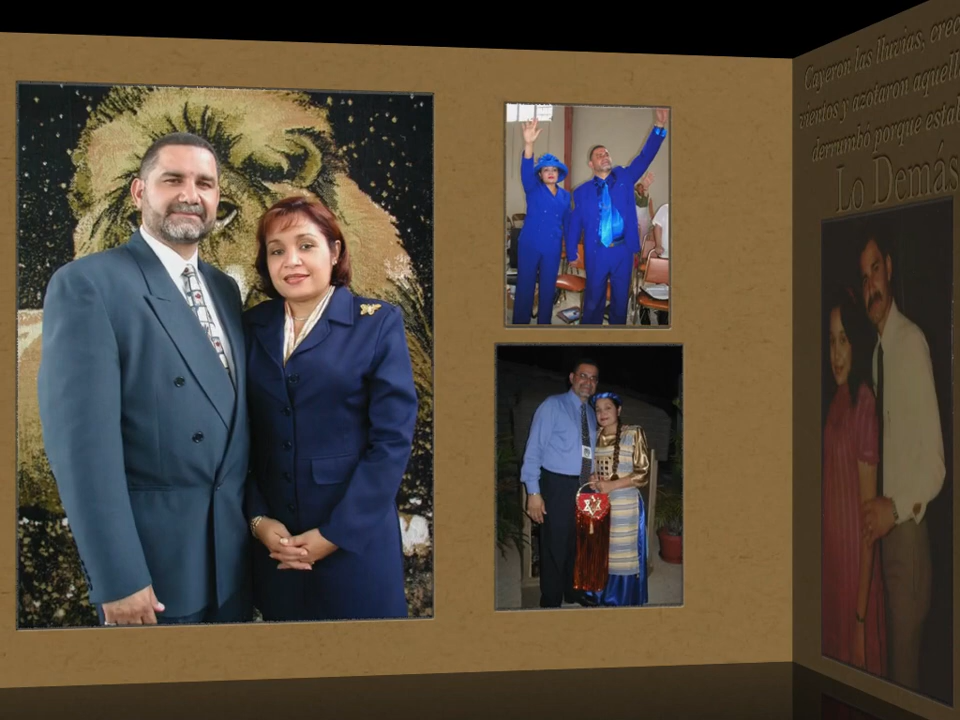 Cayeron las lluvias, crec
vientos y azotaron aquell
derrumbó porque estab
Lo Demás